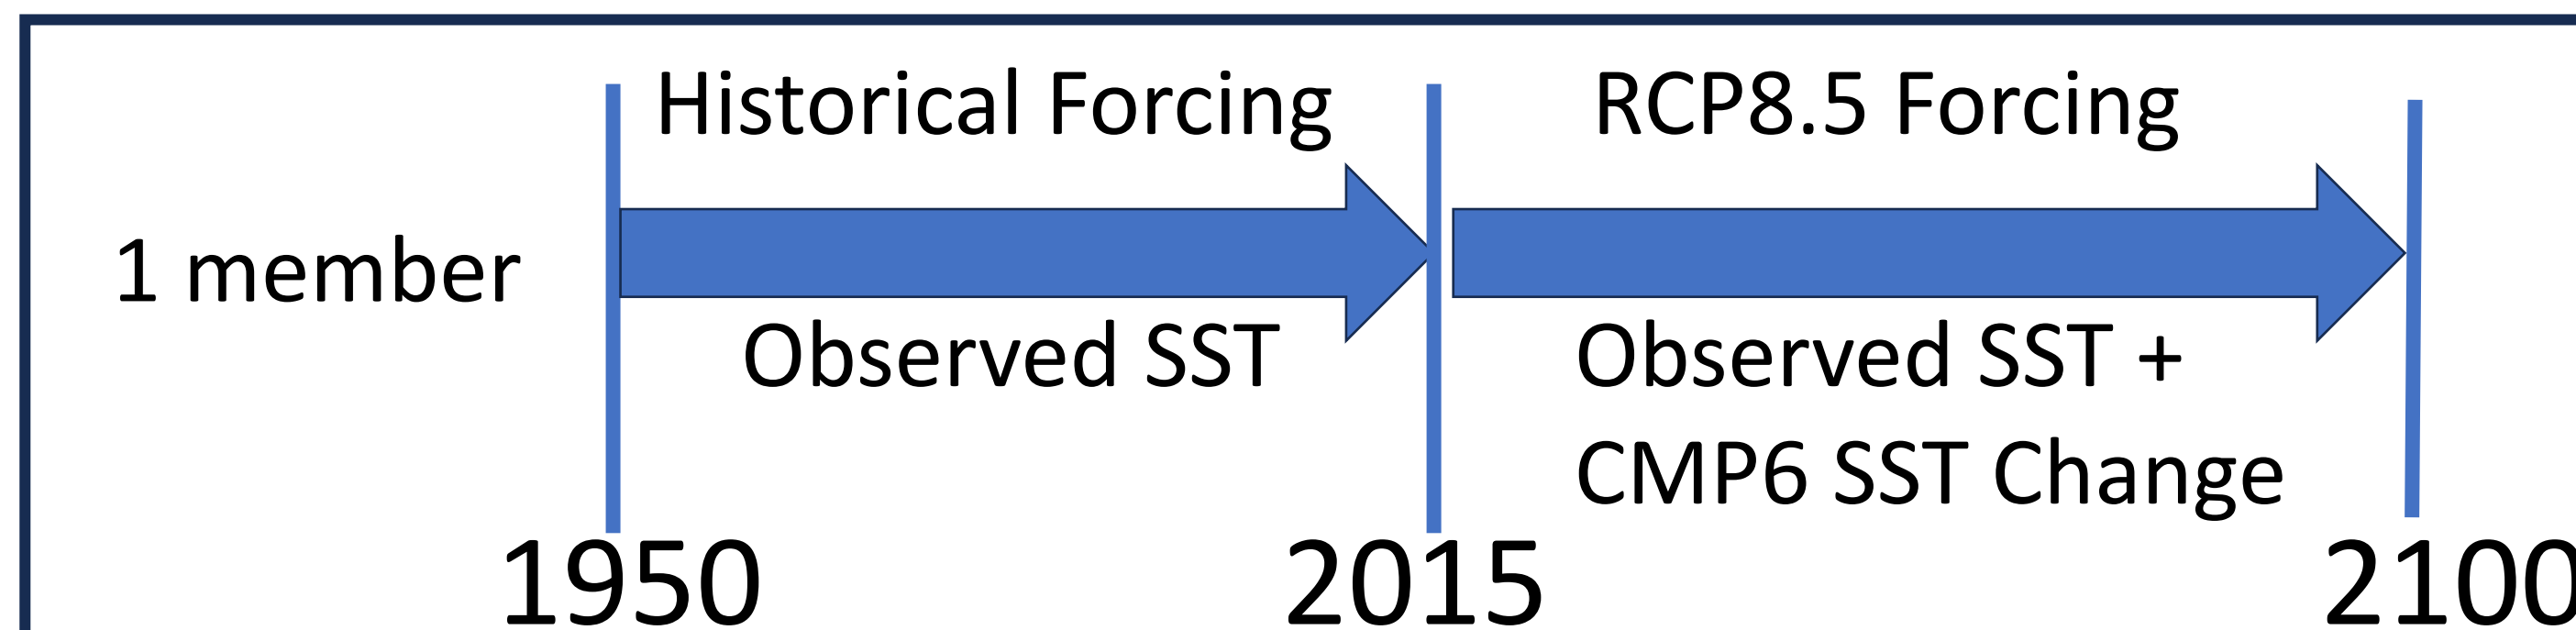 Historical Forcing
RCP8.5 Forcing
1 member
Observed SST
Observed SST +
CMP6 SST Change
1950
2015
2100